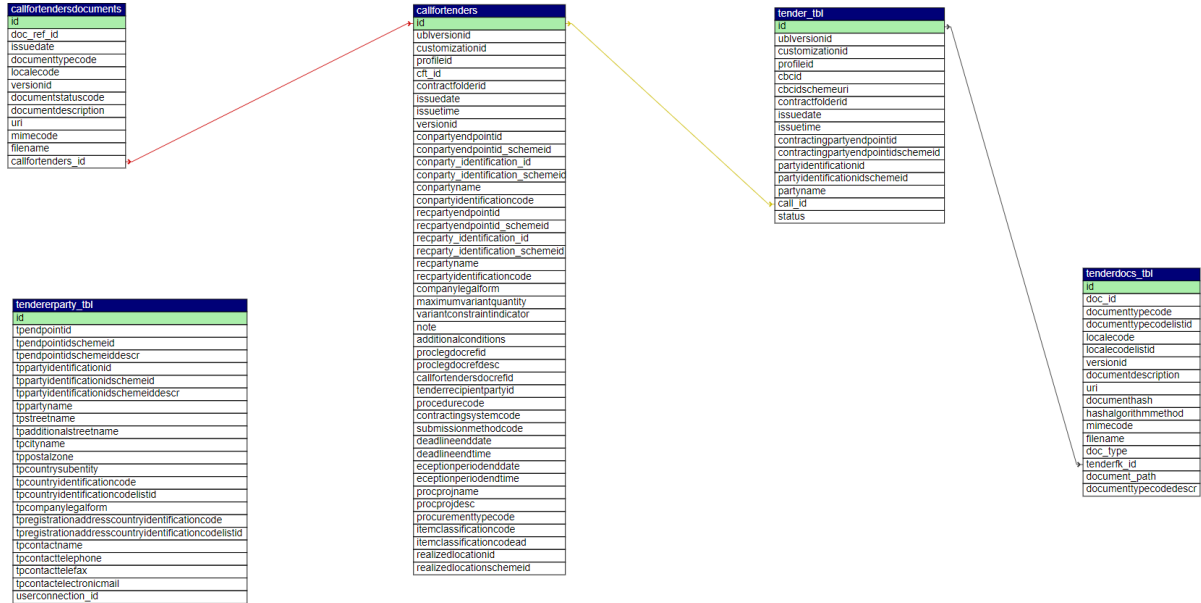 callfortendersdocuments
id
doc_ref_id
issuedate
documenttypecode
localecode
versionid
documentstatuscode
documentdescription
uri
mimecode
filename
callfortenders_id
tendererparty_tbl
id
tpendpointid
tpendpointidschemeid
tpendpointidschemeiddescr
tppartyidentificationid
tppartyidentificationidschemeid
tppartyidentificationidschemeiddescr
tppartyname
tpstreetname
tpadditionalstreetname
tpcityname
tppostalzone
tpcountrysubentity
tpcountryidentificationcode
tpcountryidentificationcodelistid
tpcompanylegalform
tpregistrationaddresscountryidentificationcode
tpregistrationaddresscountryidentificationcodelistid
tpcontactname
tpcontacttelephone
tpcontacttelefax
tpcontactelectronicmail
userconnection_id
callfortenders
id
ublversionid
customizationid
profileid
cft_id
contractfolderid
issuedate
issuetime
versionid
conpartyendpointid
conpartyendpointid_schemeid
conparty_identification_id
conparty_identification_schemeid
conpartyname
conpartyidentificationcode
recpartyendpointid
recpartyendpointid_schemeid
recparty_identification_id
recparty_identification_schemeid
recpartyname
recpartyidentificationcode
companylegalform
maximumvariantquantity
variantconstraintindicator
note
additionalconditions
proclegdocrefid
proclegdocrefdesc
callfortendersdocrefid
tenderrecipientpartyid
procedurecode
contractingsystemcode
submissionmethodcode
deadlineenddate
deadlineendtime
eceptionperiodenddate
eceptionperiodendtime
procprojname
procprojdesc
procurementtypecode
itemclassificationcode
itemclassificationcodead
realizedlocationid
realizedlocationschemeid
tender_tbl
id
ublversionid
customizationid
profileid
cbcid
cbcidschemeuri
contractfolderid
issuedate
issuetime
contractingpartyendpointid
contractingpartyendpointidschemeid
partyidentificationid
partyidentificationidschemeid
partyname
call_id
status
tenderdocs_tbl
id
doc_id
documenttypecode
documenttypecodelistid
localecode
localecodelistid
versionid
documentdescription
uri
documenthash
hashalgorithmmethod
mimecode
filename
doc_type
tenderfk_id
document_path
documenttypecodedescr